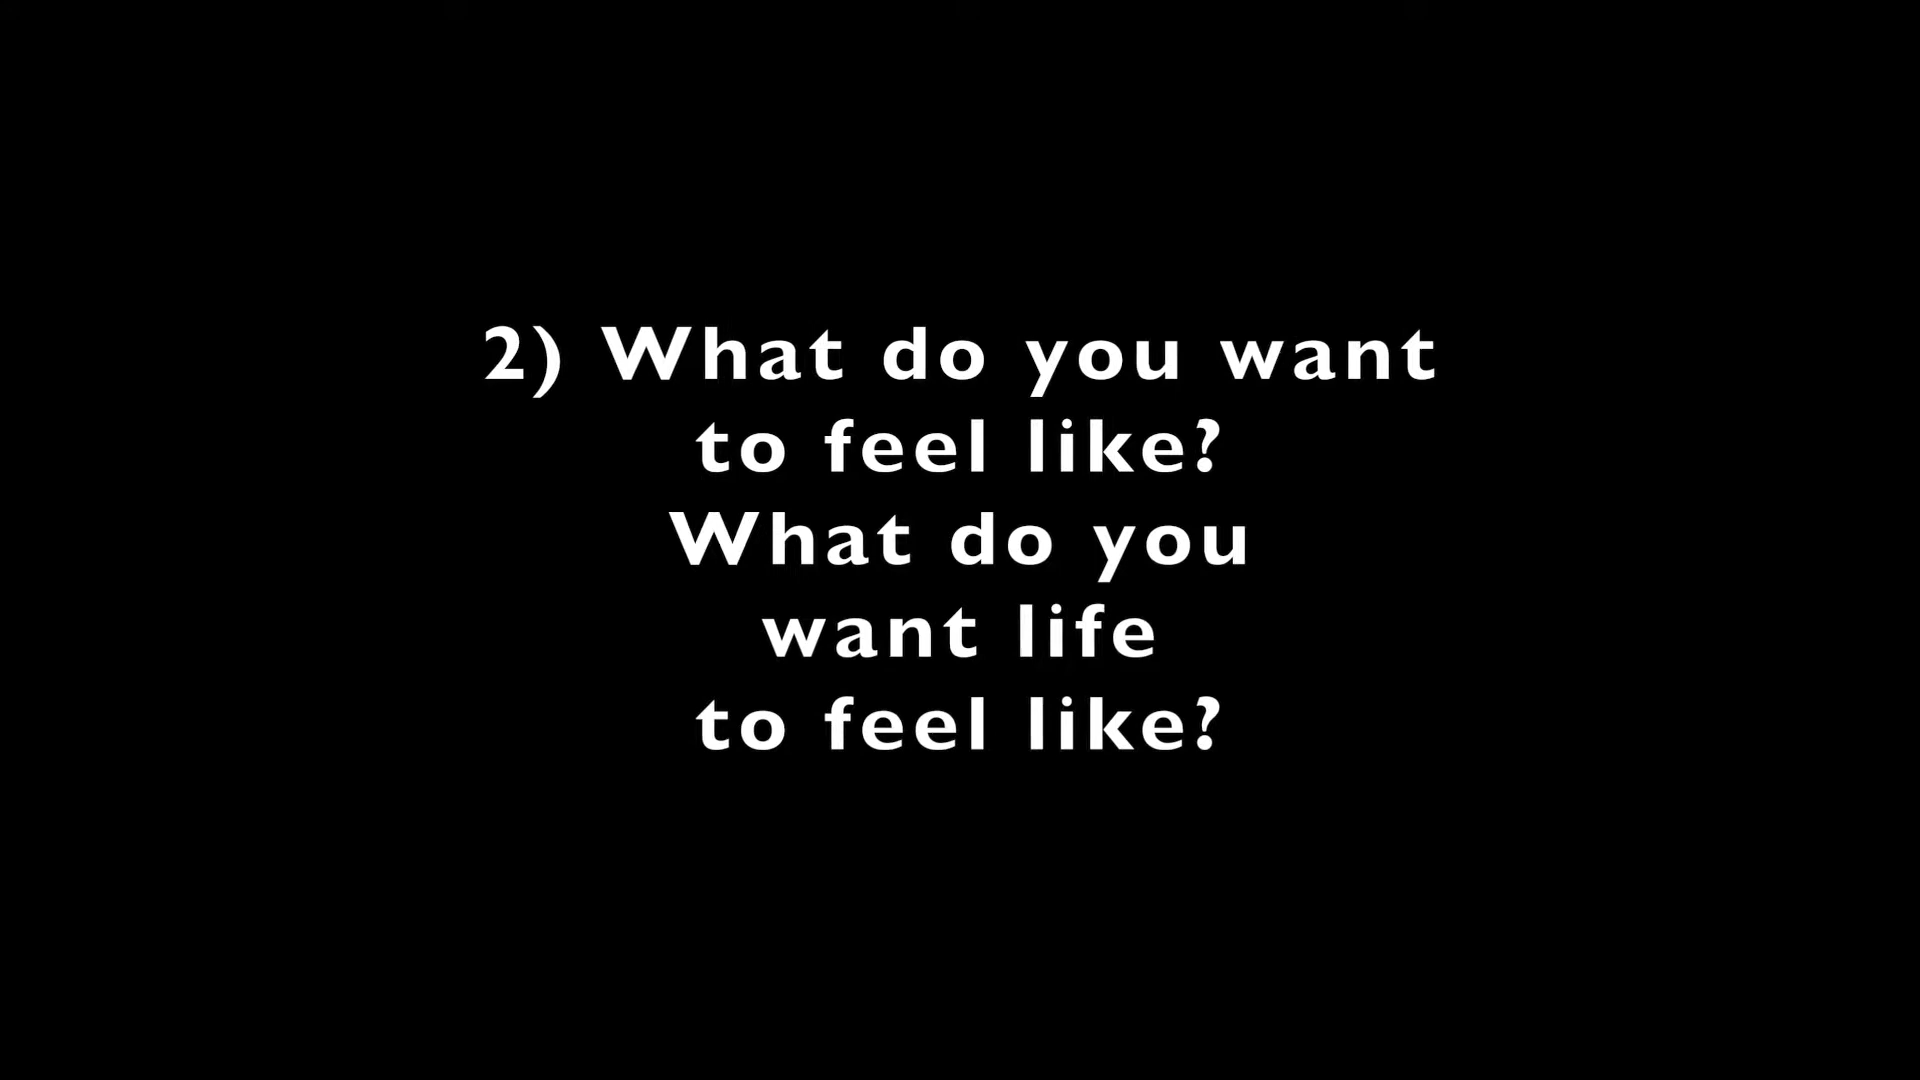 2) What do you want
to feel like?
What do you
want life
to feel like?